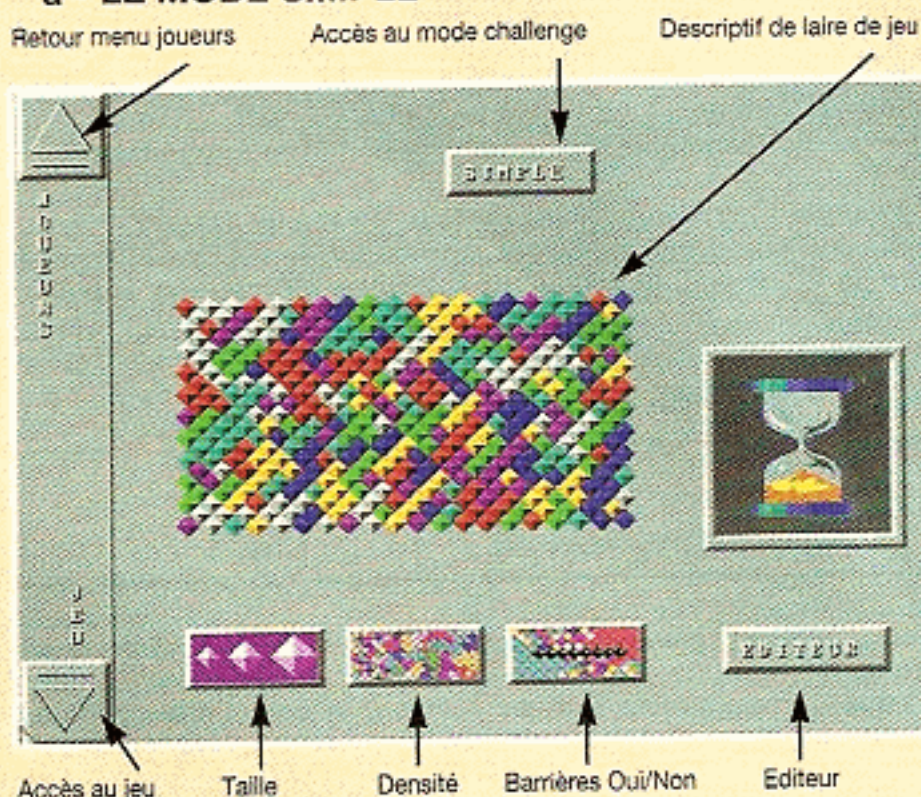 Retour menu joueurs
Accès au mode challenge
Descriptif de laire de jeu
SIMPLE
JOUEURS
JEU
EDITEUR
Accès au jeu
Taille
Densité
Barrières Oui/Non
Editeur